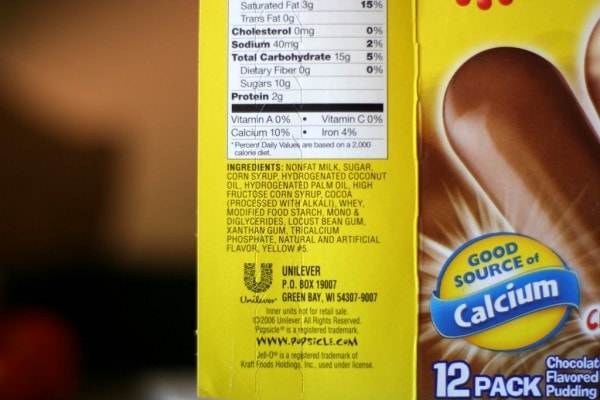 Saturated Fat 3g 15%
Trans Fat 0g
Cholesterol 0mg 0%
Sodium 40mg 2%
Total Carbohydrate 15g 5%
Dietary Fiber 0g 0%
Sugars 10g
Protein 2g
Vitamin A 0% • Vitamin C 0%
Calcium 10% • Iron 4%
*Percent Daily Values are based on a 2,000
calorie diet.
INGREDIENTS: NONFAT MILK, SUGAR,
CORN SYRUP, HYDROGENATED COCONUT
OIL, HYDROGENATED PALM OIL, HIGH
FRUCTOSE CORN SYRUP, COCOA
(PROCESSED WITH ALKALI), WHEY,
MODIFIED FOOD STARCH, MONO &
DIGLYCERIDES, LOCUST BEAN GUM,
XANTHAN GUM, TRICALCIUM
PHOSPHATE, NATURAL AND ARTIFICIAL
FLAVOR, YELLOW #5.
Unilever
UNILEVER
P.O. BOX 19007
GREEN BAY, WI 54307-9007
Inner units not for retail sale.
©2006 Unilever. All Rights Reserved.
Popsicle® is a registered trademark.
WWW.POPSICLE.COM
Jell-O® is a registered trademark of
Kraft Foods Holdings, Inc., used under license.
GOOD
SOURCE of
Calcium
12 PACK
Chocolat
Flavored
Pudding